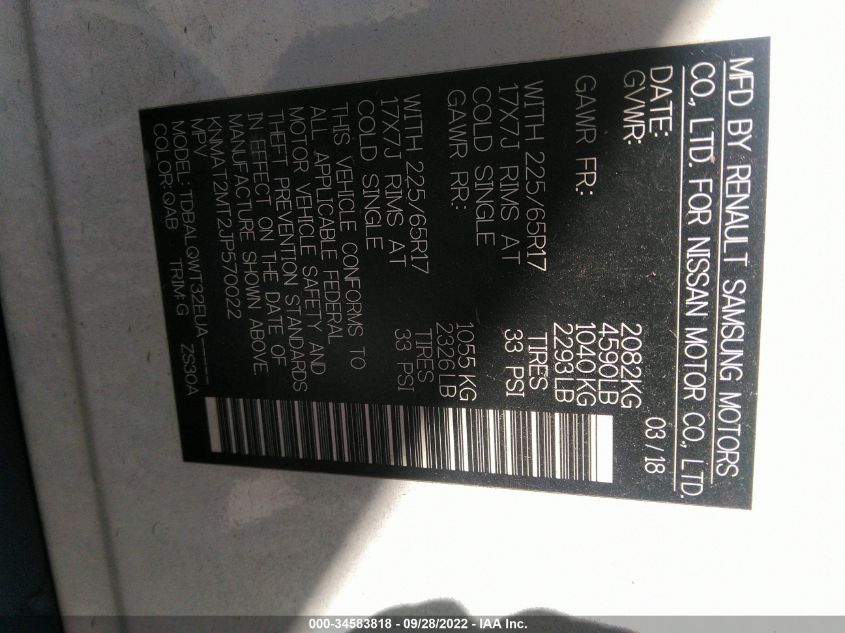 MFD BY RENAULT SAMSUNG MOTORS
CO., LTD. FOR NISSAN MOTOR CO., LTD.
DATE: 03/18
GVWR: 2082KG
4590LB
GAWR FR: 1040 KG
2293LB
WITH 225/65R17 TIRES
17X7J RIMS AT 33 PSI
COLD SINGLE
GAWR RR: 1055 KG
2326LB
WITH 225/65R17 TIRES
17X7J RIMS AT 33 PSI
COLD SINGLE
THIS VEHICLE CONFORMS TO
ALL APPLICABLE FEDERAL
MOTOR VEHICLE SAFETY AND
THEFT PREVENTION STANDARDS
IN EFFECT ON THE DATE OF
MANUFACTURE SHOWN ABOVE
KNMAT2MT2JP570022
MPV
MODEL: TDBALQWT32EUA-----
COLOR:QAB TRIM:G ZS30A
000-34583818 - 09/28/2022 - IAA Inc.